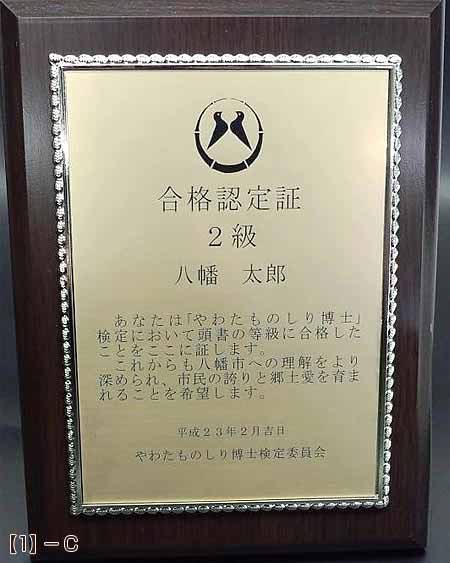 合格認定証
２級
八幡　太郎
あなたは「やわたものしり博士」
検定において頭書の等級に合格した
ことをここに証します。
これからも八幡市への理解をより
深められ、市民の誇りと郷土愛を育ま
れることを希望します。
平成２３年２月吉日
やわたものしり博士検定委員会
[1]－C